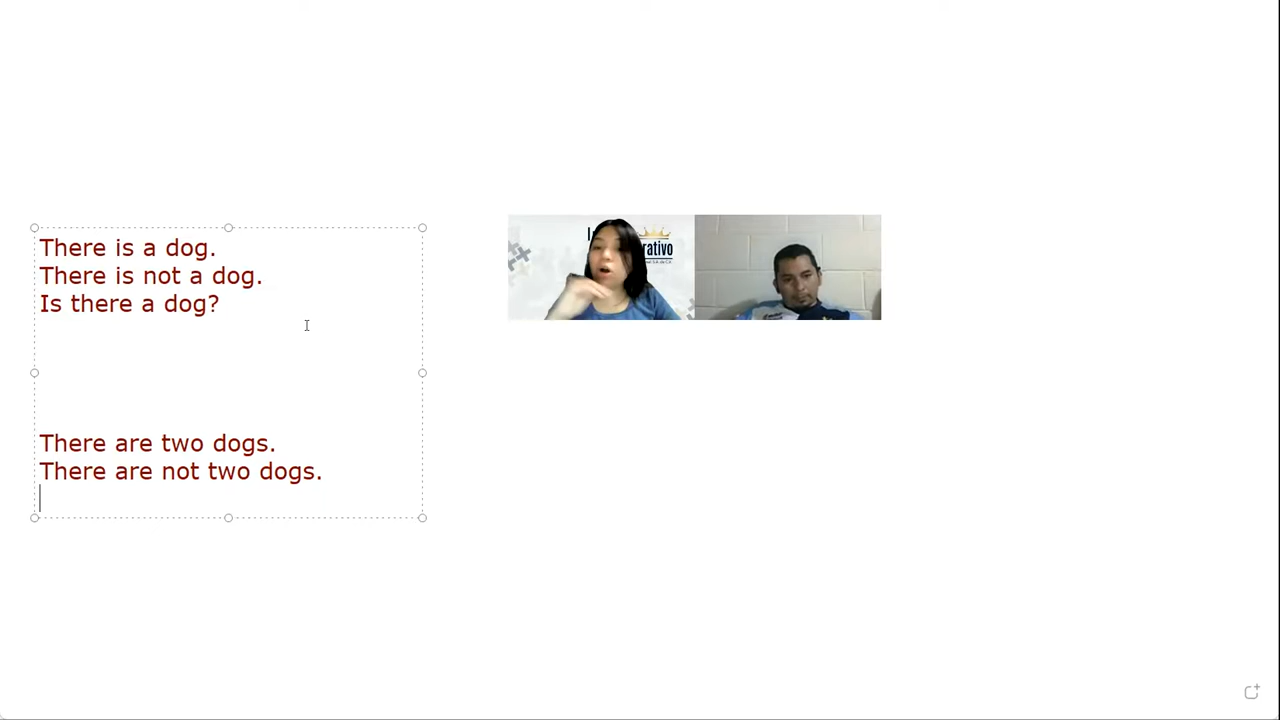 There is a dog.
There is not a dog.
Is there a dog?
There are two dogs.
There are not two dogs.
rativo